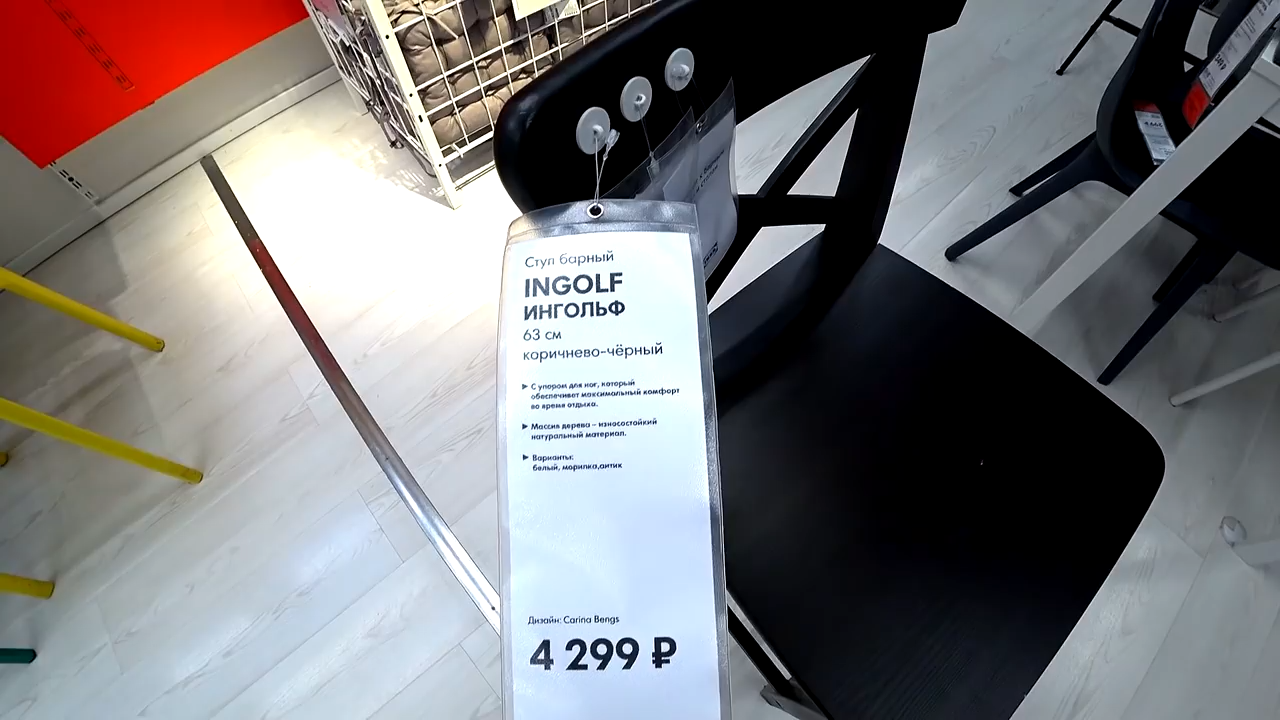 Стул барный
INGOLF
ИНГОЛЬФ
63 см
коричнево-чёрный
С упором для ног, который
обеспечивает максимальный комфорт
во время отдыха.
Массив дерева – износостойкий
натуральный материал.
Варианты:
белый, морилка,антик
Дизайн: Carina Bengs
4 299 ₽